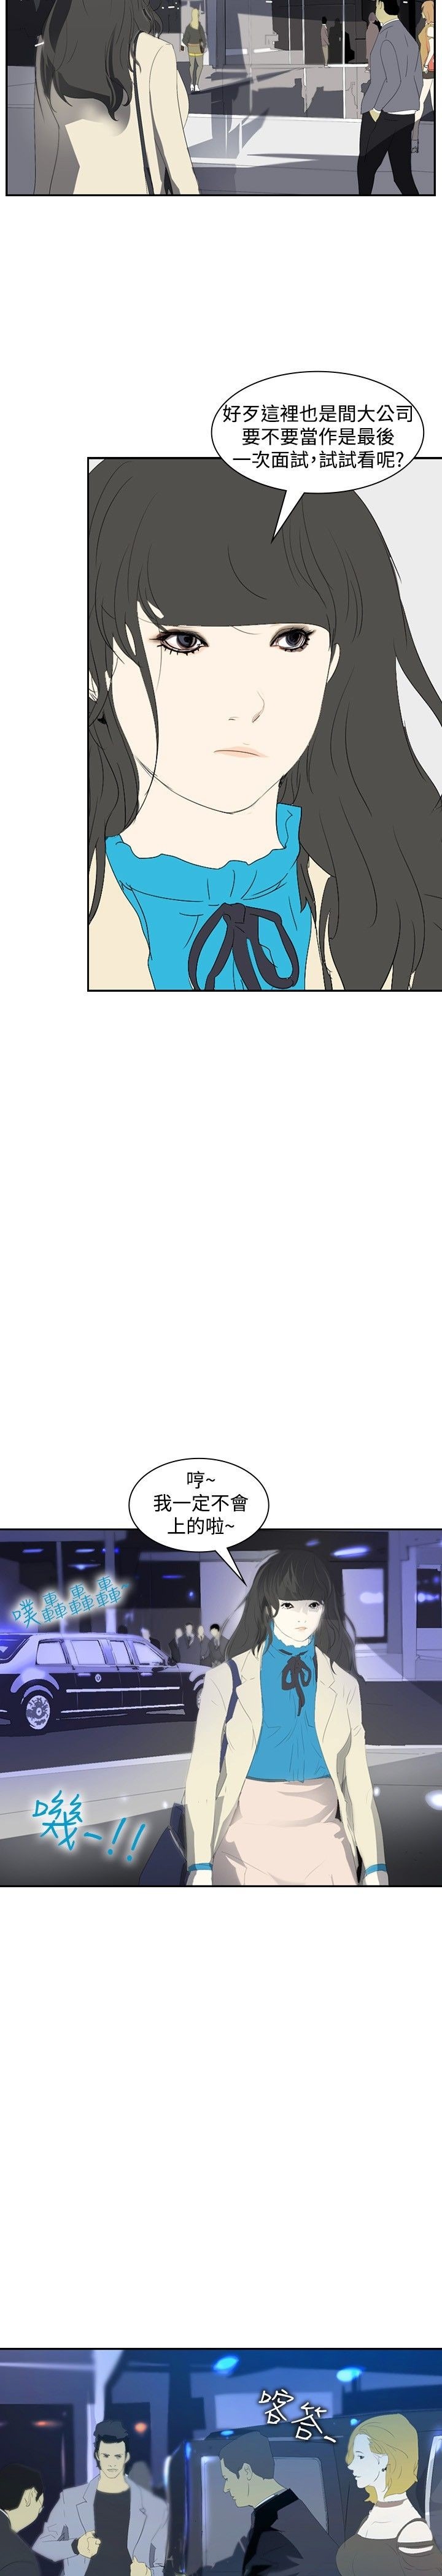 好歹這裡也是間大公司
要不要當作是最後
一次面試,試試看呢?
哼~
我一定不會
上的啦~
噗轟轟轟~
嘰~!!
喀答~